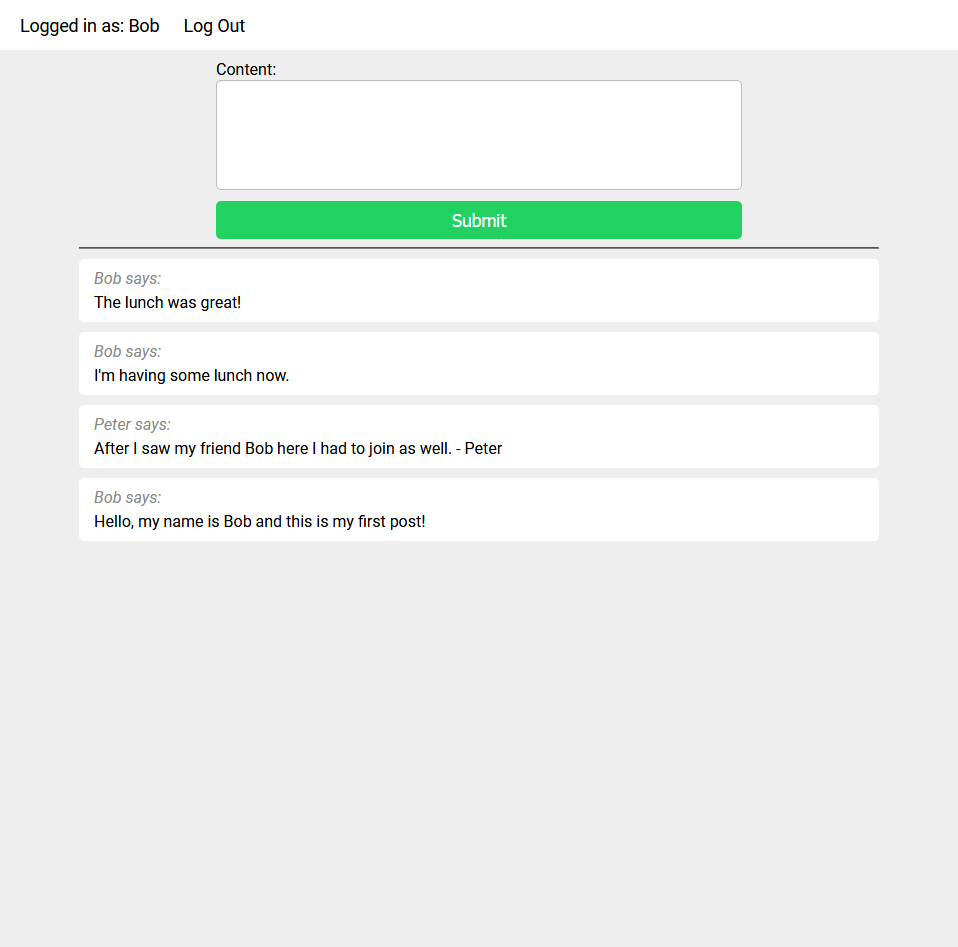 Logged in as: Bob Log Out
Content:
Submit
Bob says:
The lunch was great!
Bob says:
I'm having some lunch now.
Peter says:
After I saw my friend Bob here I had to join as well. - Peter
Bob says:
Hello, my name is Bob and this is my first post!